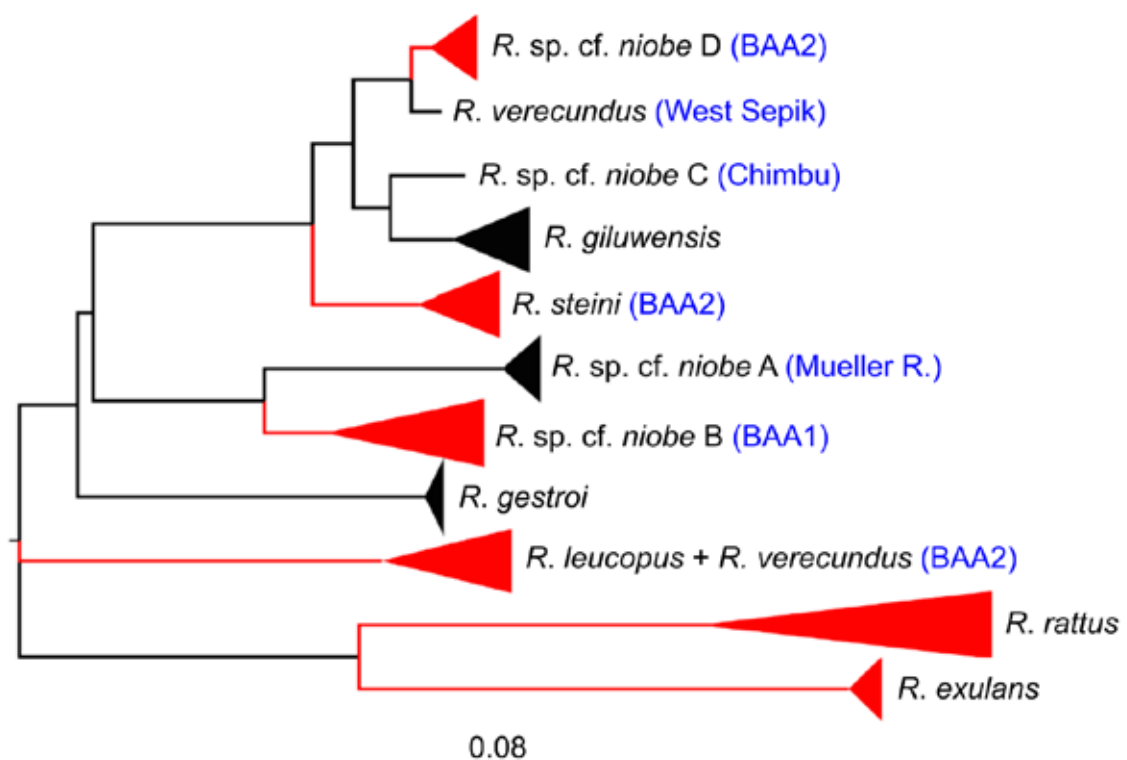 R. sp. cf. niobe D (BAA2)
R. verecundus (West Sepik)
R. sp. cf. niobe C (Chimbu)
R. giluwensis
R. steini (BAA2)
R. sp. cf. niobe A (Mueller R.)
R. sp. cf. niobe B (BAA1)
R. gestroi
R. leucopus + R. verecundus (BAA2)
R. rattus
R. exulans
0.08